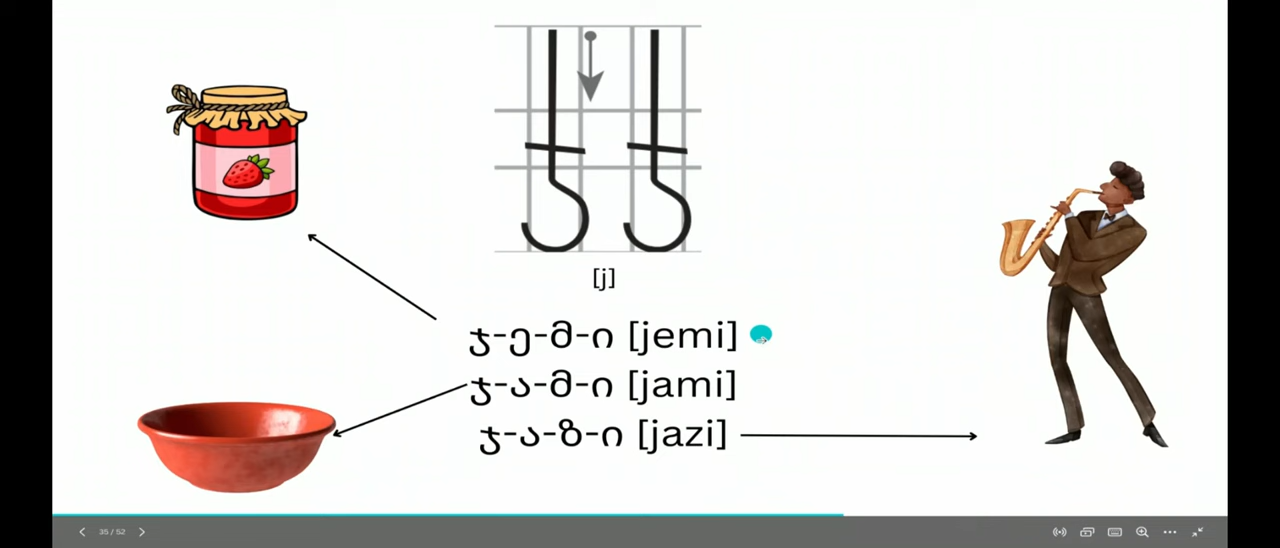 [j]
ჯ-ე-მ-ი [jemi]
ჯ-ა-მ-ი [jami]
ჯ-ა-ზ-ი [jazi]
35 / 52